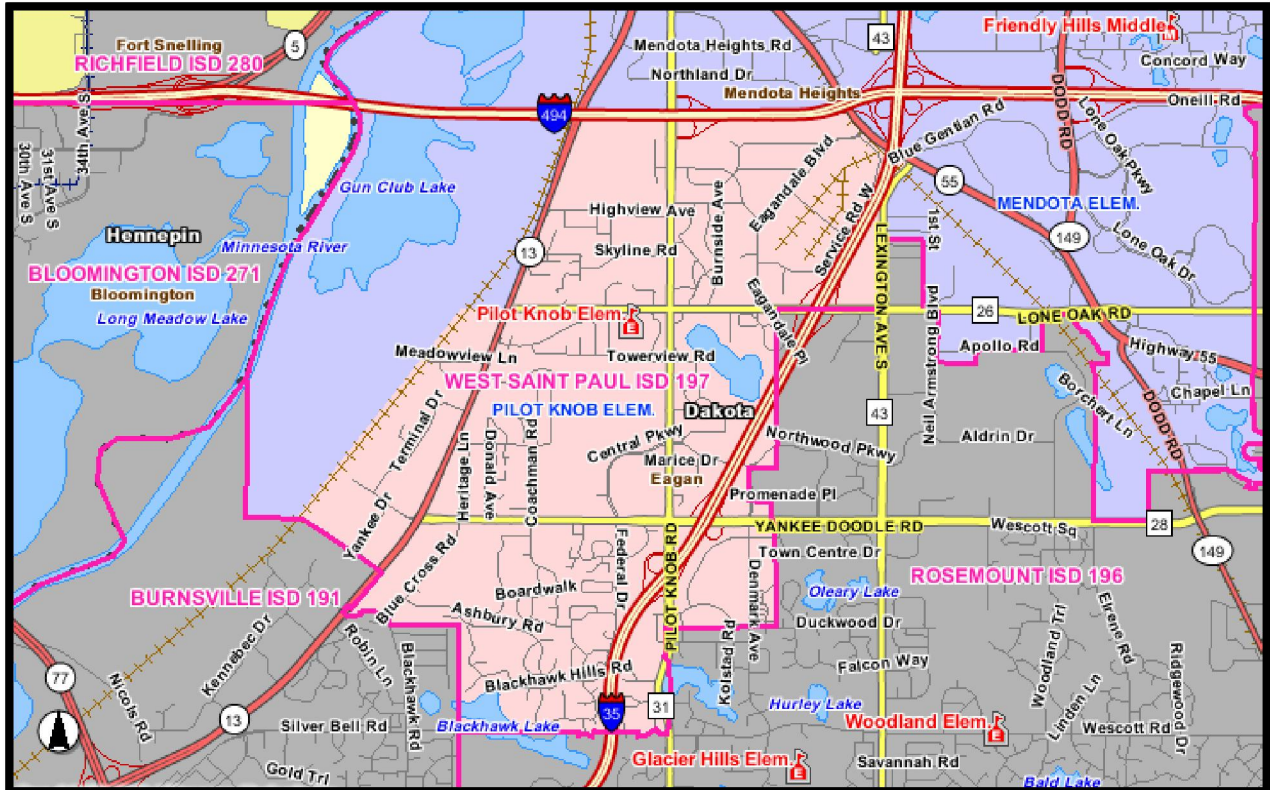 Friendly Hills Middle
43
Mendota Heights Rd
Fort Snelling
5
RICHFIELD ISD 280
Concord Way
Northland Dr
Mendota Heights
DODD RD
Oneill Rd
34th Ave S
494
Lone Oak Pkwy
30th Ave S
31st Ave S
Blue Gentian Rd
Eagandale Blvd
55
Gun Club Lake
MENDOTA ELEM.
Highview Ave
Burnside Ave
Service Rd W
LEXINGTON AVE S
1st St
Hennepin
Minnesota River
13
Skyline Rd
149
Lone Oak Dr
BLOOMINGTON ISD 271
Bloomington
Long Meadow Lake
Pilot Knob Elem.
E
Eagandale Pl
Neil Armstrong Blvd
26
LONE OAK RD
Meadowview Ln
Towerview Rd
Apollo Rd
Highway 55
WEST-SAINT PAUL ISD 197
PILOT KNOB ELEM.
Dakota
Borchert Ln
Chapel Ln
DODD RD
Terminal Dr
Heritage Ln
Donald Ave
Coachman Rd
Central Pkwy
43
Northwood Pkwy
Aldrin Dr
Marice Dr
Eagan
Promenade Pl
Yankee Dr
YANKEE DOODLE RD
Wescott Sq
28
149
Blue Cross Rd
Federal Dr
PILOT KNOB RD
Town Centre Dr
Denmark Ave
ROSEMOUNT ISD 196
BURNSVILLE ISD 191
Boardwalk
Oleary Lake
Ashbury Rd
Duckwood Dr
Kennebec Dr
Robin Ln
Blackhawk Rd
Kolstad Rd
Falcon Way
Woodland Trl
Eirene Rd
Ridgewood Dr
77
Nicols Rd
Blackhawk Hills Rd
Linden Ln
13
Silver Bell Rd
Blackhawk Lake
35
31
Hurley Lake
Woodland Elem.
E
Wescott Rd
Gold Trl
Glacier Hills Elem.
E
Savannah Rd
Bald Lake